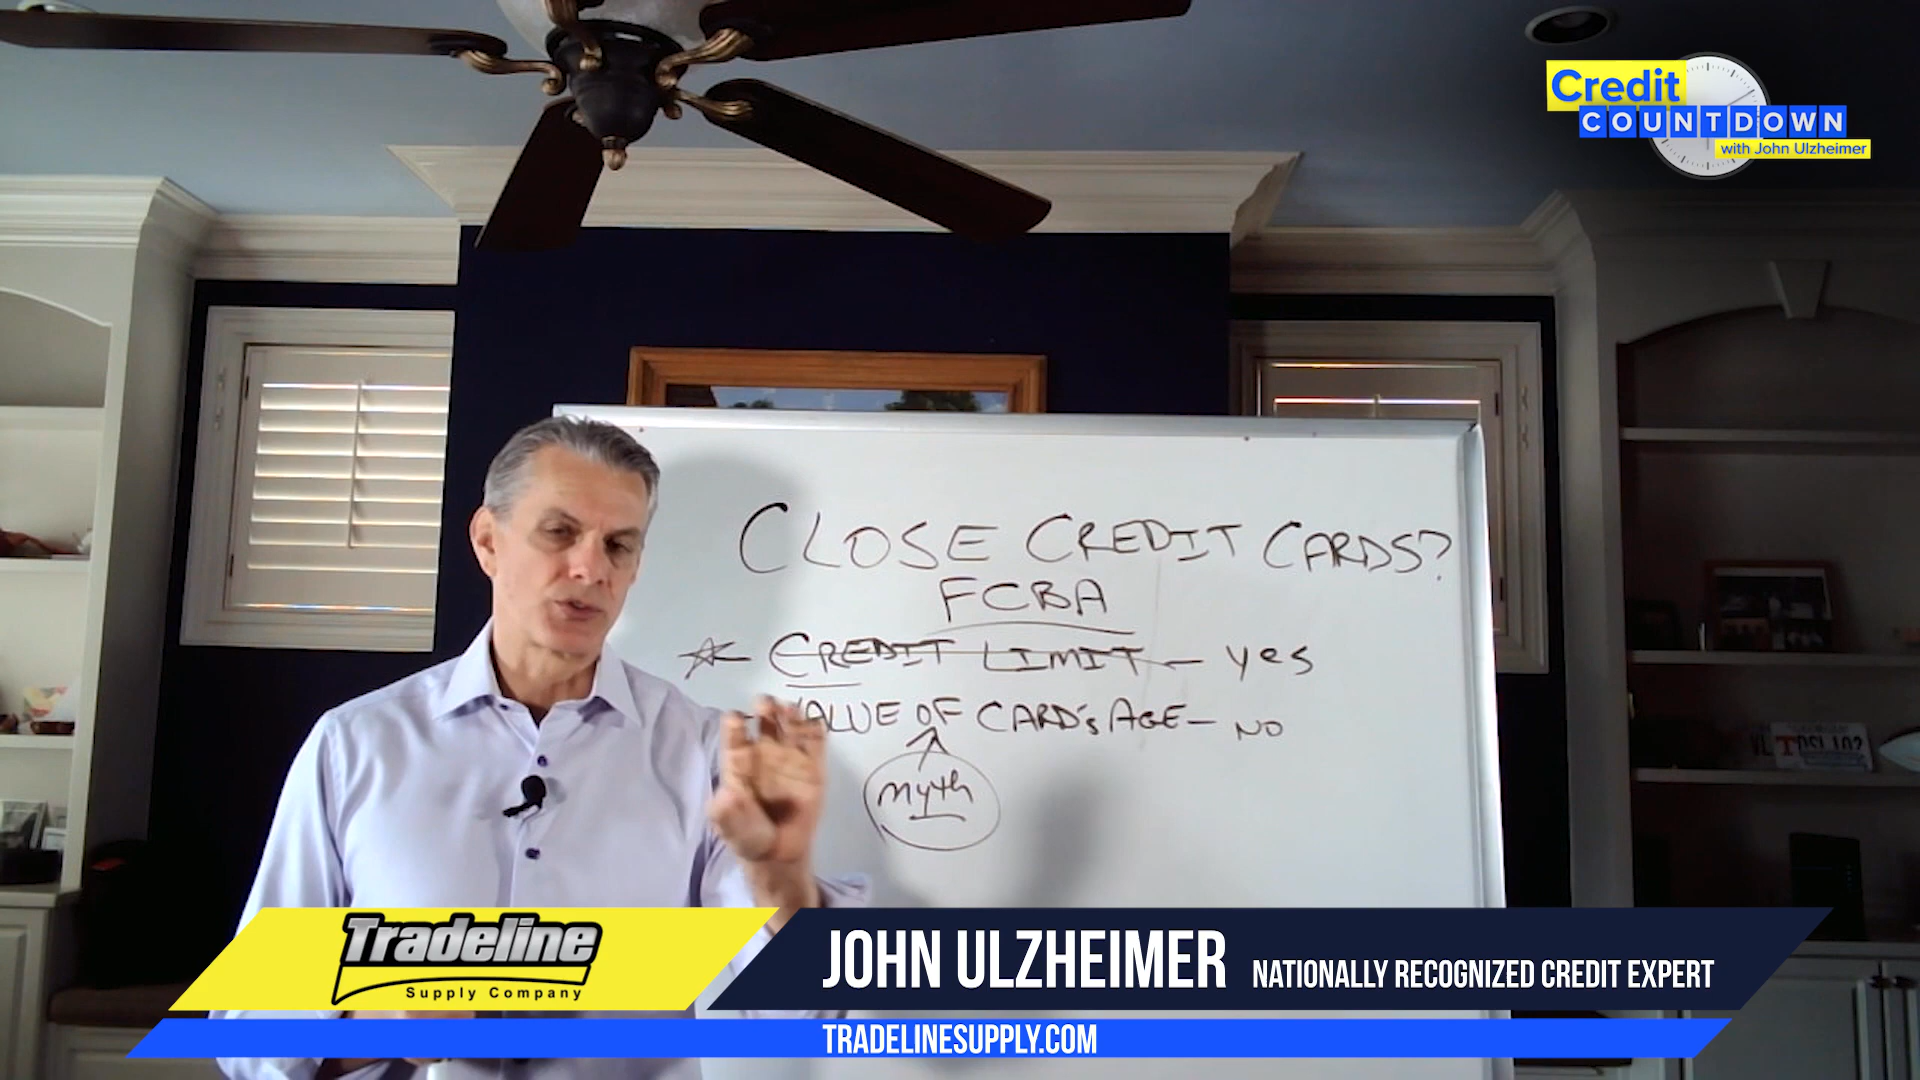 Credit
COUNTDOWN
with John Ulzheimer
CLOSE CREDIT CARDS?
FCBA
CREDIT LIMIT - yes
VALUE OF CARD's AGE - NO
Myth
Tradeline
Supply Company
JOHN ULZHEIMER NATIONALLY RECOGNIZED CREDIT EXPERT
TRADELINESUPPLY.COM